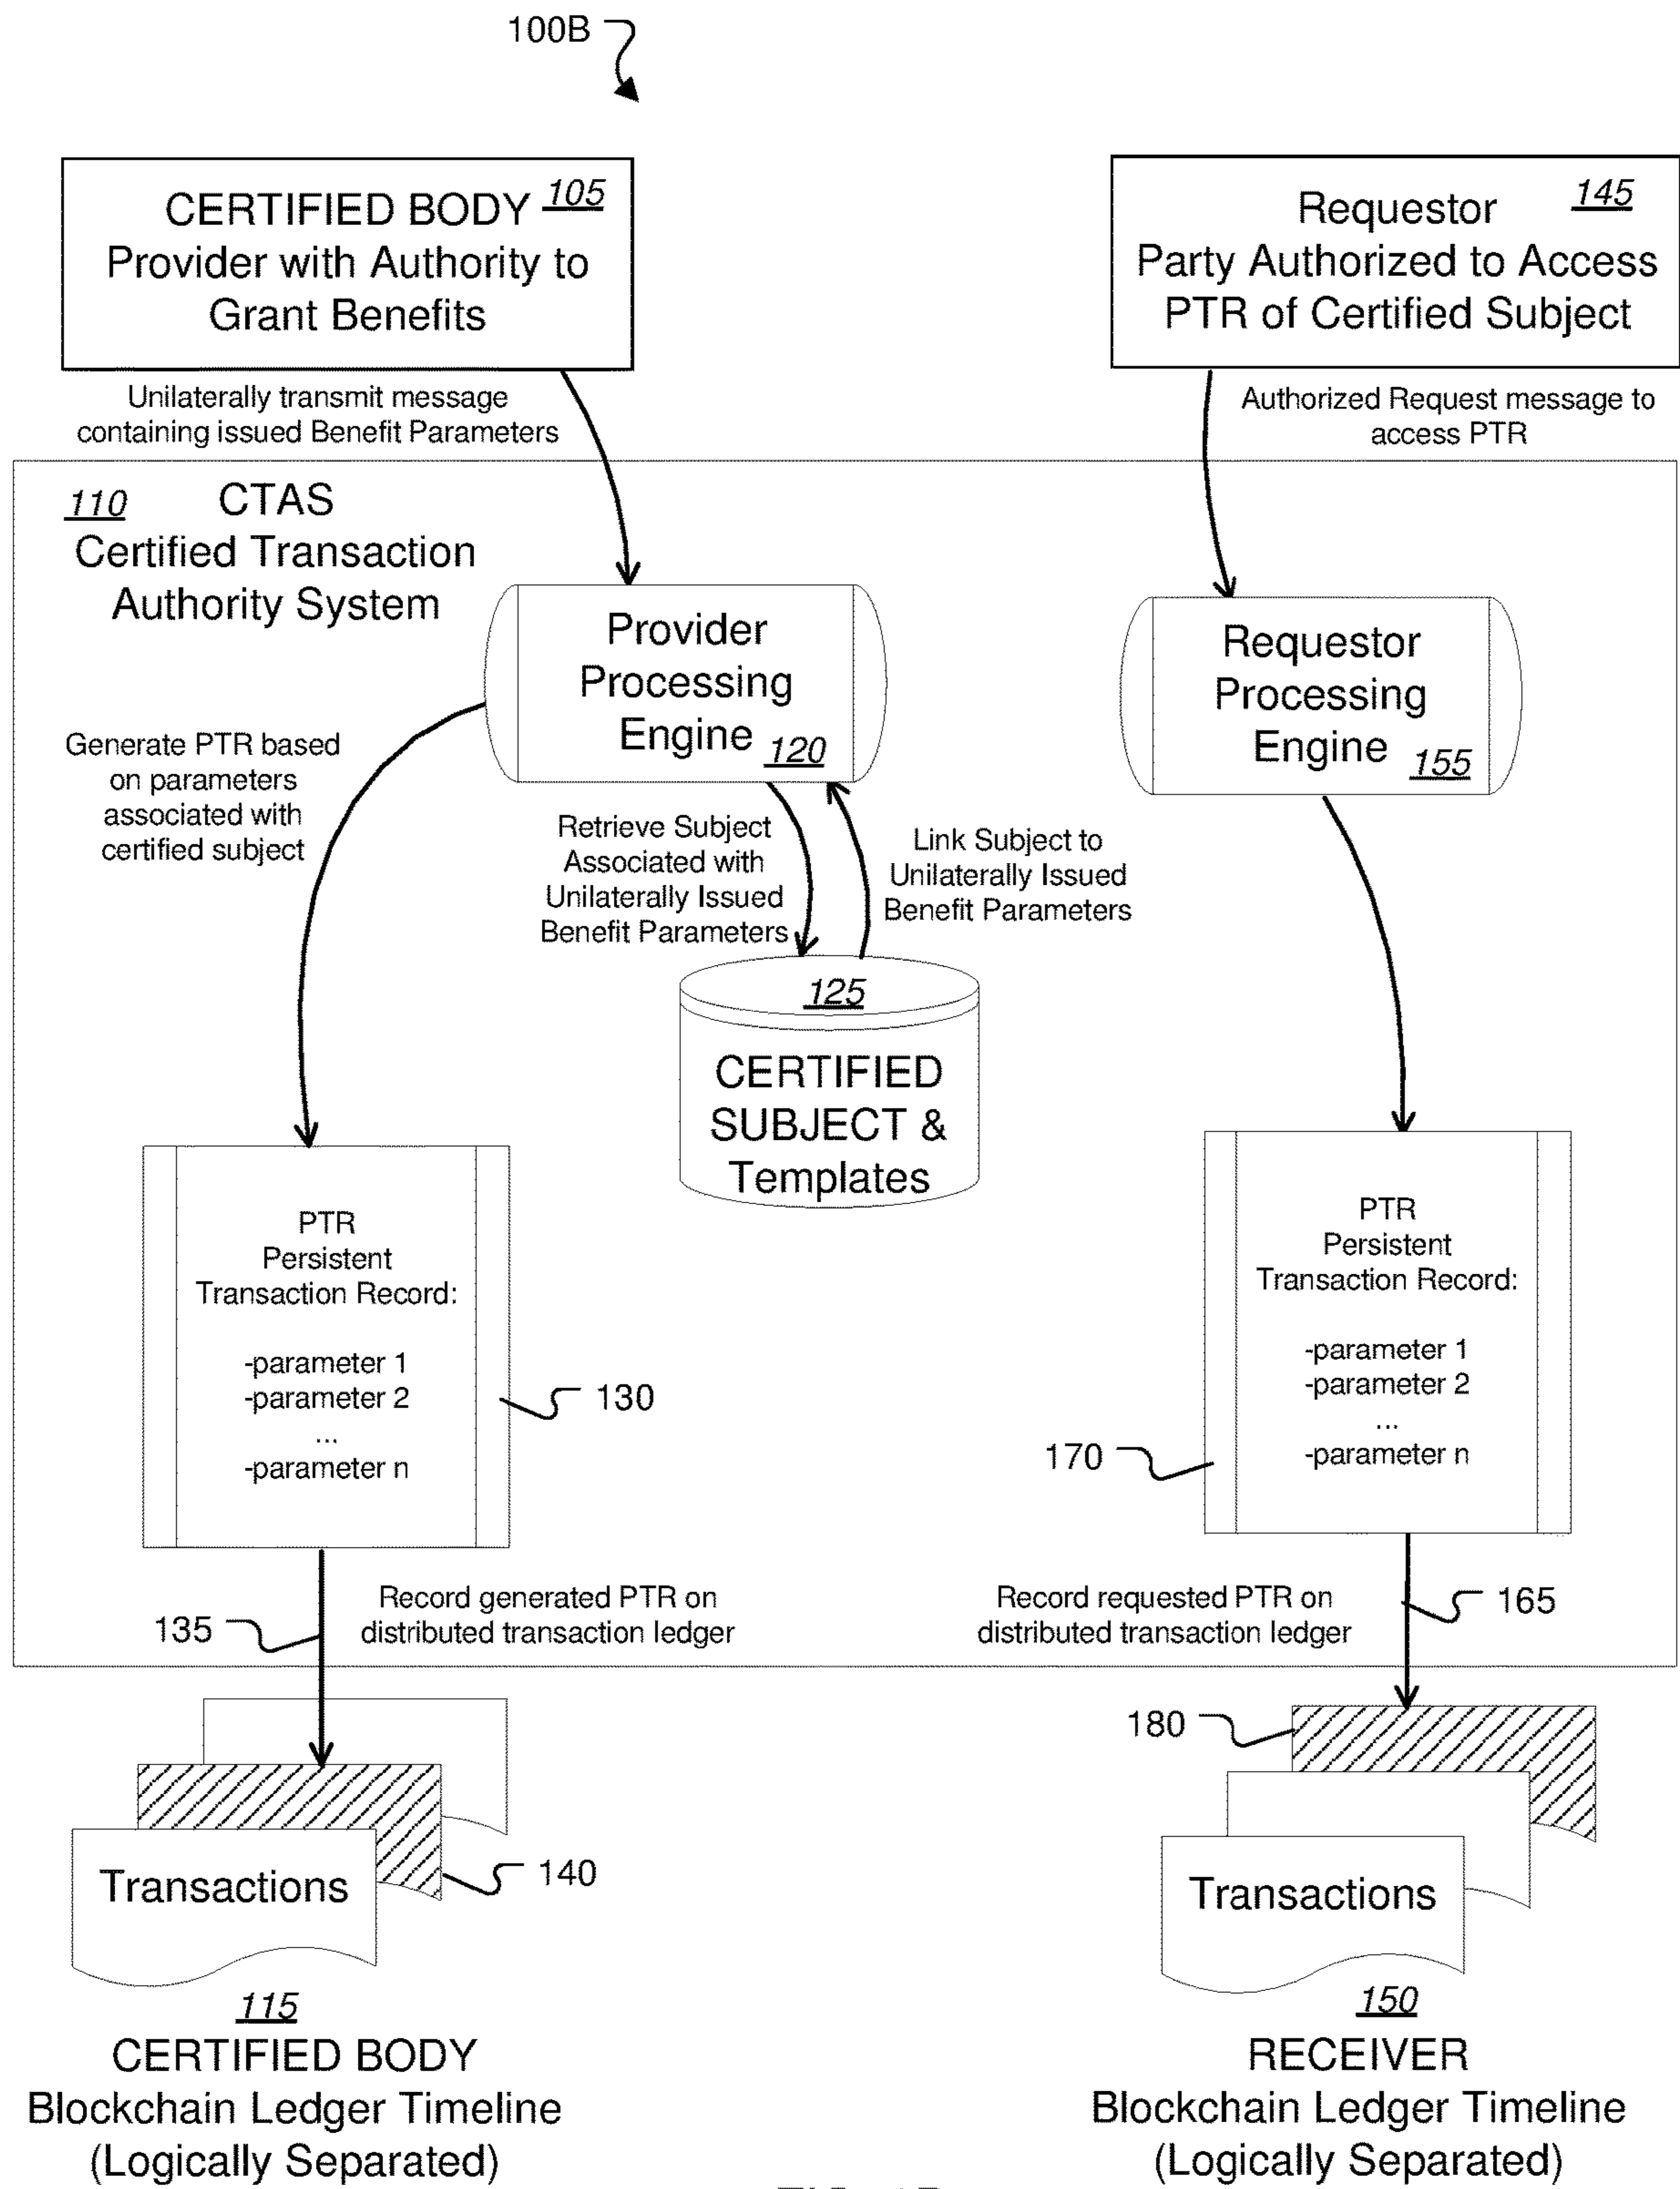 100B
CERTIFIED BODY 105
Provider with Authority to
Grant Benefits
Requestor 145
Party Authorized to Access
PTR of Certified Subject
Unilaterally transmit message
containing issued Benefit Parameters
Authorized Request message to
access PTR
110 CTAS
Certified Transaction
Authority System
Provider
Processing
Engine 120
Requestor
Processing
Engine 155
Generate PTR based
on parameters
associated with
certified subject
Retrieve Subject
Associated with
Unilaterally Issued
Benefit Parameters
Link Subject to
Unilaterally Issued
Benefit Parameters
125
CERTIFIED
SUBJECT &
Templates
PTR
Persistent
Transaction Record:
-parameter 1
-parameter 2
...
-parameter n
130
PTR
Persistent
Transaction Record:
-parameter 1
-parameter 2
...
-parameter n
170
135
Record generated PTR on
distributed transaction ledger
Record requested PTR on
distributed transaction ledger
165
Transactions
140
180
Transactions
115
CERTIFIED BODY
Blockchain Ledger Timeline
(Logically Separated)
150
RECEIVER
Blockchain Ledger Timeline
(Logically Separated)